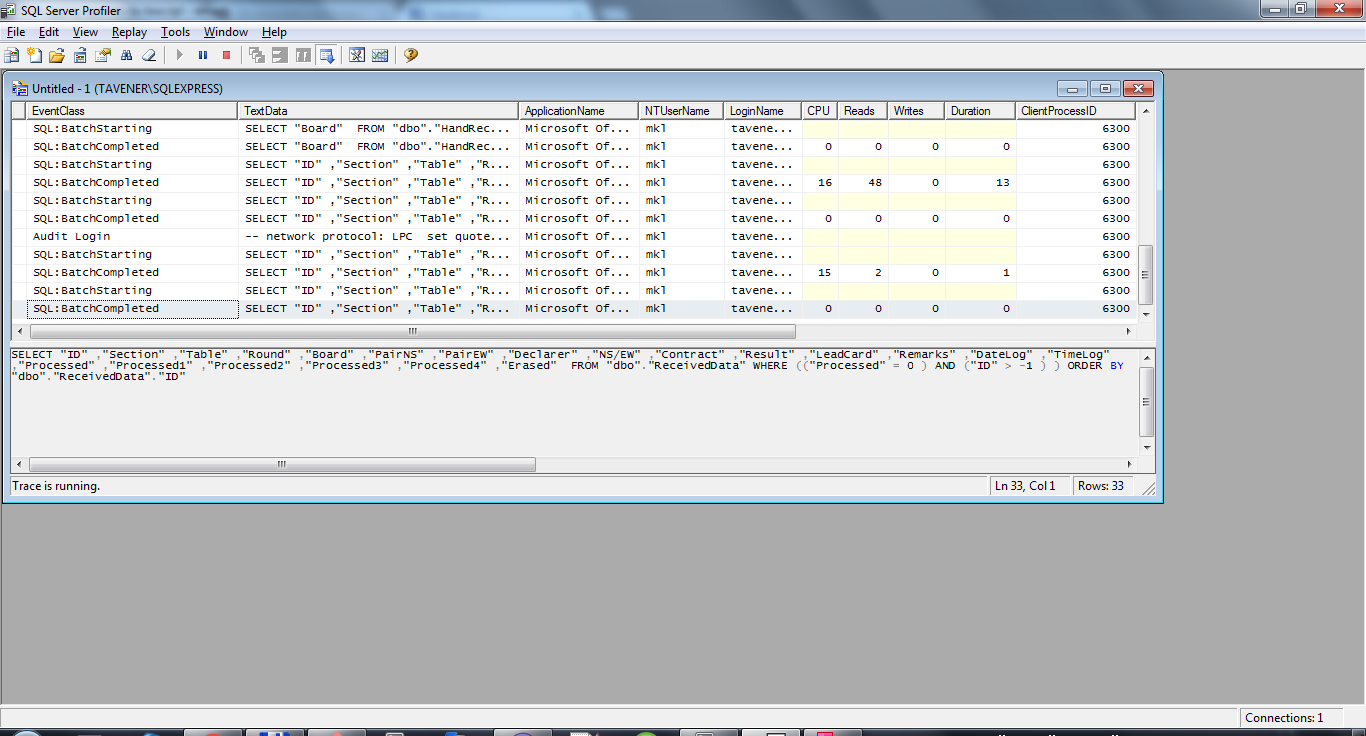 SQL Server Profiler
File Edit View Replay Tools Window Help
Untitled - 1 (TAVENER\SQLEXPRESS)
EventClass TextData ApplicationName NTUserName LoginName CPU Reads Writes Duration ClientProcessID
SQL:BatchStarting SELECT "Board"  FROM "dbo"."HandRec... Microsoft Of... mkl tavene... 6300
SQL:BatchCompleted SELECT "Board"  FROM "dbo"."HandRec... Microsoft Of... mkl tavene... 0 0 0 0 6300
SQL:BatchStarting SELECT "ID" ,"Section" ,"Table" ,"R... Microsoft Of... mkl tavene... 6300
SQL:BatchCompleted SELECT "ID" ,"Section" ,"Table" ,"R... Microsoft Of... mkl tavene... 16 48 0 13 6300
SQL:BatchStarting SELECT "ID" ,"Section" ,"Table" ,"R... Microsoft Of... mkl tavene... 6300
SQL:BatchCompleted SELECT "ID" ,"Section" ,"Table" ,"R... Microsoft Of... mkl tavene... 0 0 0 0 6300
Audit Login -- network protocol: LPC  set quote... Microsoft Of... mkl tavene... 6300
SQL:BatchStarting SELECT "ID" ,"Section" ,"Table" ,"R... Microsoft Of... mkl tavene... 6300
SQL:BatchCompleted SELECT "ID" ,"Section" ,"Table" ,"R... Microsoft Of... mkl tavene... 15 2 0 1 6300
SQL:BatchStarting SELECT "ID" ,"Section" ,"Table" ,"R... Microsoft Of... mkl tavene... 6300
SQL:BatchCompleted SELECT "ID" ,"Section" ,"Table" ,"R... Microsoft Of... mkl tavene... 0 0 0 0 6300
SELECT "ID" ,"Section" ,"Table" ,"Round" ,"Board" ,"PairNS" ,"PairEW" ,"Declarer" ,"NS/EW" ,"Contract" ,"Result" ,"LeadCard" ,"Remarks" ,"DateLog" ,"TimeLog"
,"Processed" ,"Processed1" ,"Processed2" ,"Processed3" ,"Processed4" ,"Erased"  FROM "dbo"."ReceivedData" WHERE (("Processed" = 0 ) AND ("ID" > -1 ) ) ORDER BY
"dbo"."ReceivedData"."ID"
Trace is running. Ln 33, Col 1 Rows: 33
Connections: 1